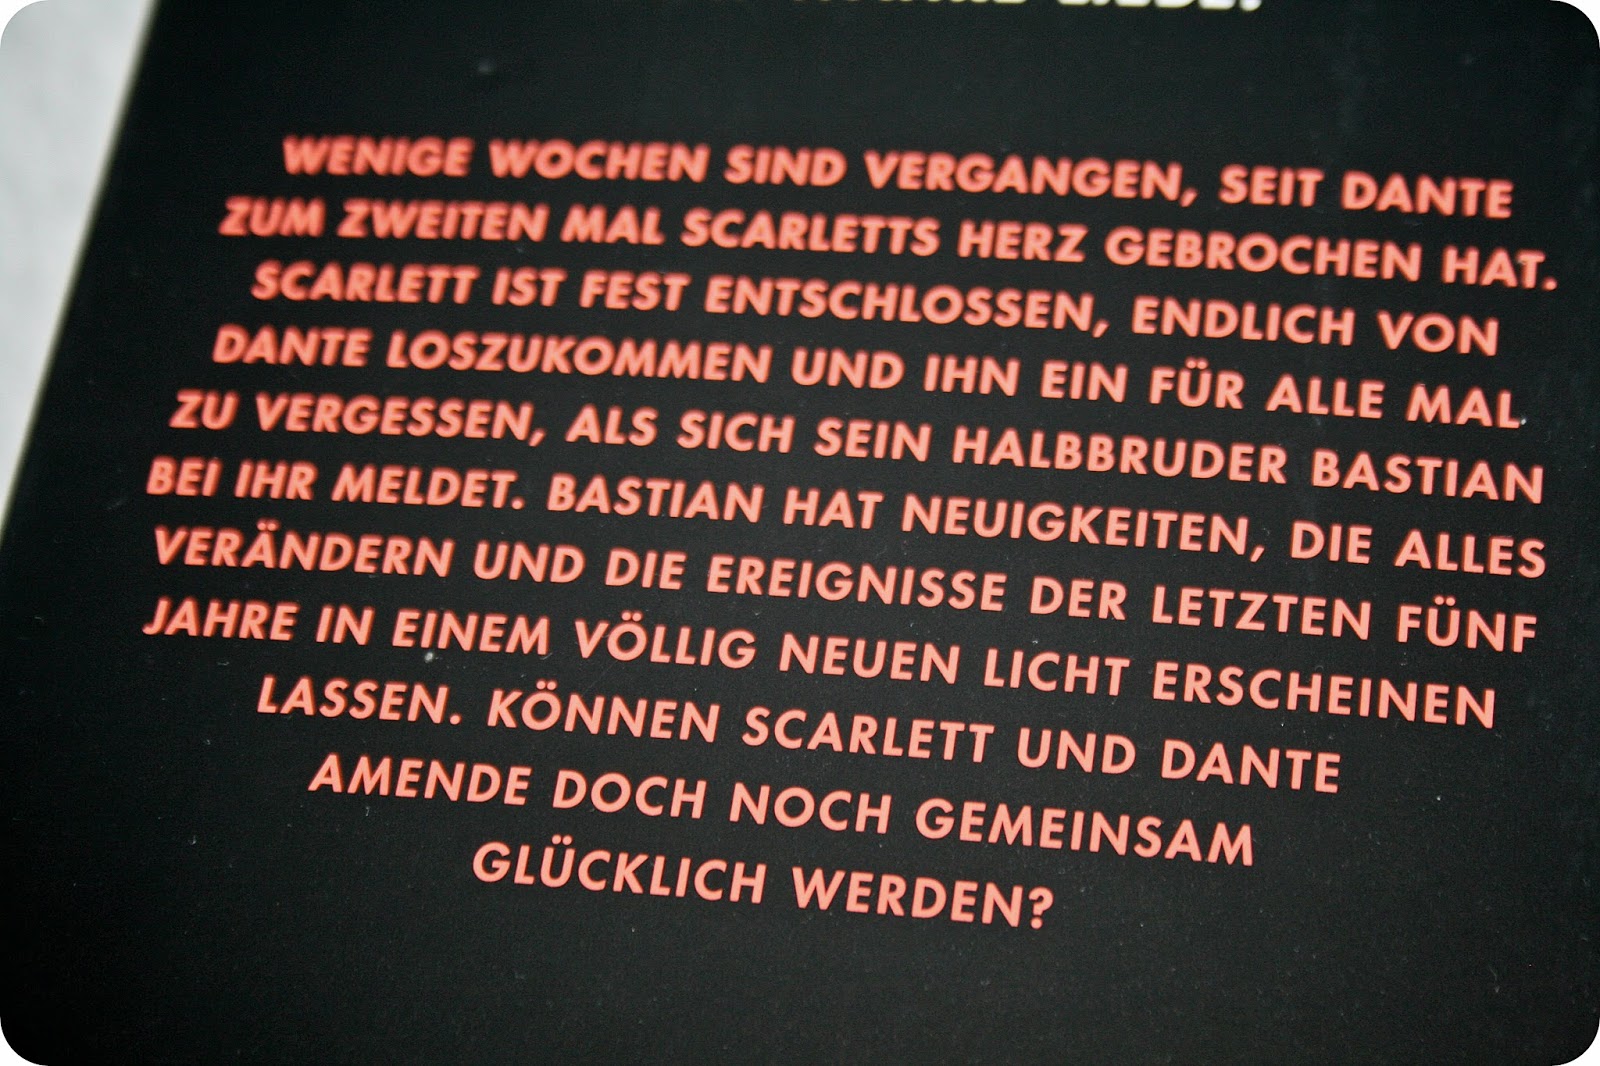 WENIGE WOCHEN SIND VERGANGEN, SEIT DANTE
ZUM ZWEITEN MAL SCARLETTS HERZ GEBROCHEN HAT.
SCARLETT IST FEST ENTSCHLOSSEN, ENDLICH VON
DANTE LOSZUKOMMEN UND IHN EIN FÜR ALLE MAL
ZU VERGESSEN, ALS SICH SEIN HALBBRUDER BASTIAN
BEI IHR MELDET. BASTIAN HAT NEUIGKEITEN, DIE ALLES
VERÄNDERN UND DIE EREIGNISSE DER LETZTEN FÜNF
JAHRE IN EINEM VÖLLIG NEUEN LICHT ERSCHEINEN
LASSEN. KÖNNEN SCARLETT UND DANTE
AMENDE DOCH NOCH GEMEINSAM
GLÜCKLICH WERDEN?